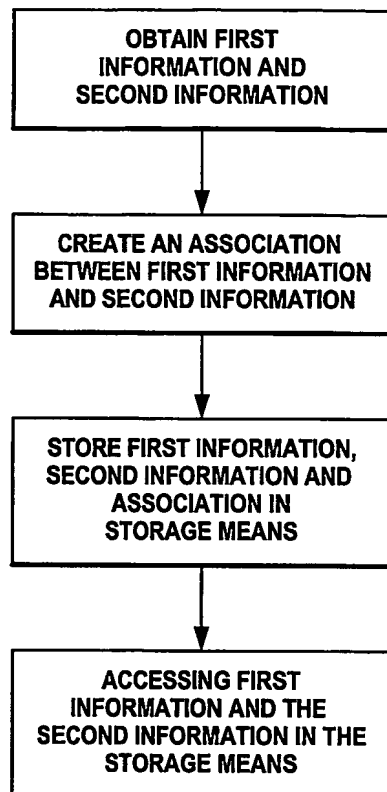 OBTAIN FIRST
INFORMATION AND
SECOND INFORMATION
CREATE AN ASSOCIATION
BETWEEN FIRST INFORMATION
AND SECOND INFORMATION
STORE FIRST INFORMATION,
SECOND INFORMATION AND
ASSOCIATION IN
STORAGE MEANS
ACCESSING FIRST
INFORMATION AND THE
SECOND INFORMATION IN THE
STORAGE MEANS